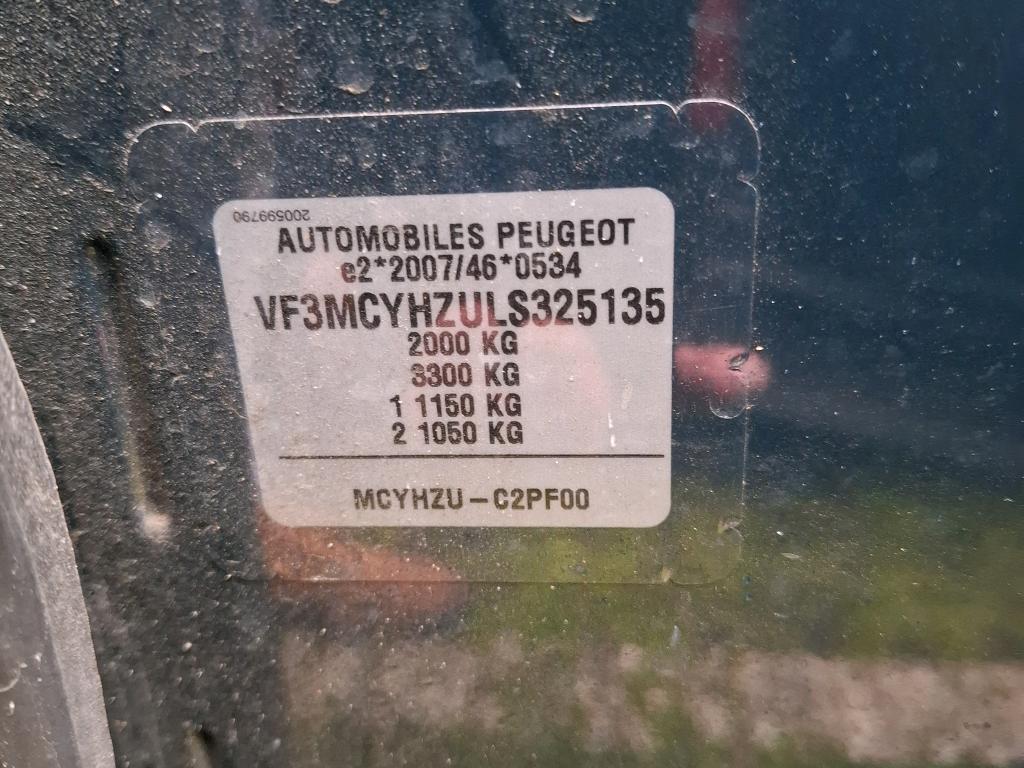 200599790
AUTOMOBILES PEUGEOT
e2*2007/46*0534
VF3MCYHZULS325135
2000 KG
3300 KG
1 1150 KG
2 1050 KG
MCYHZU - C2PF00